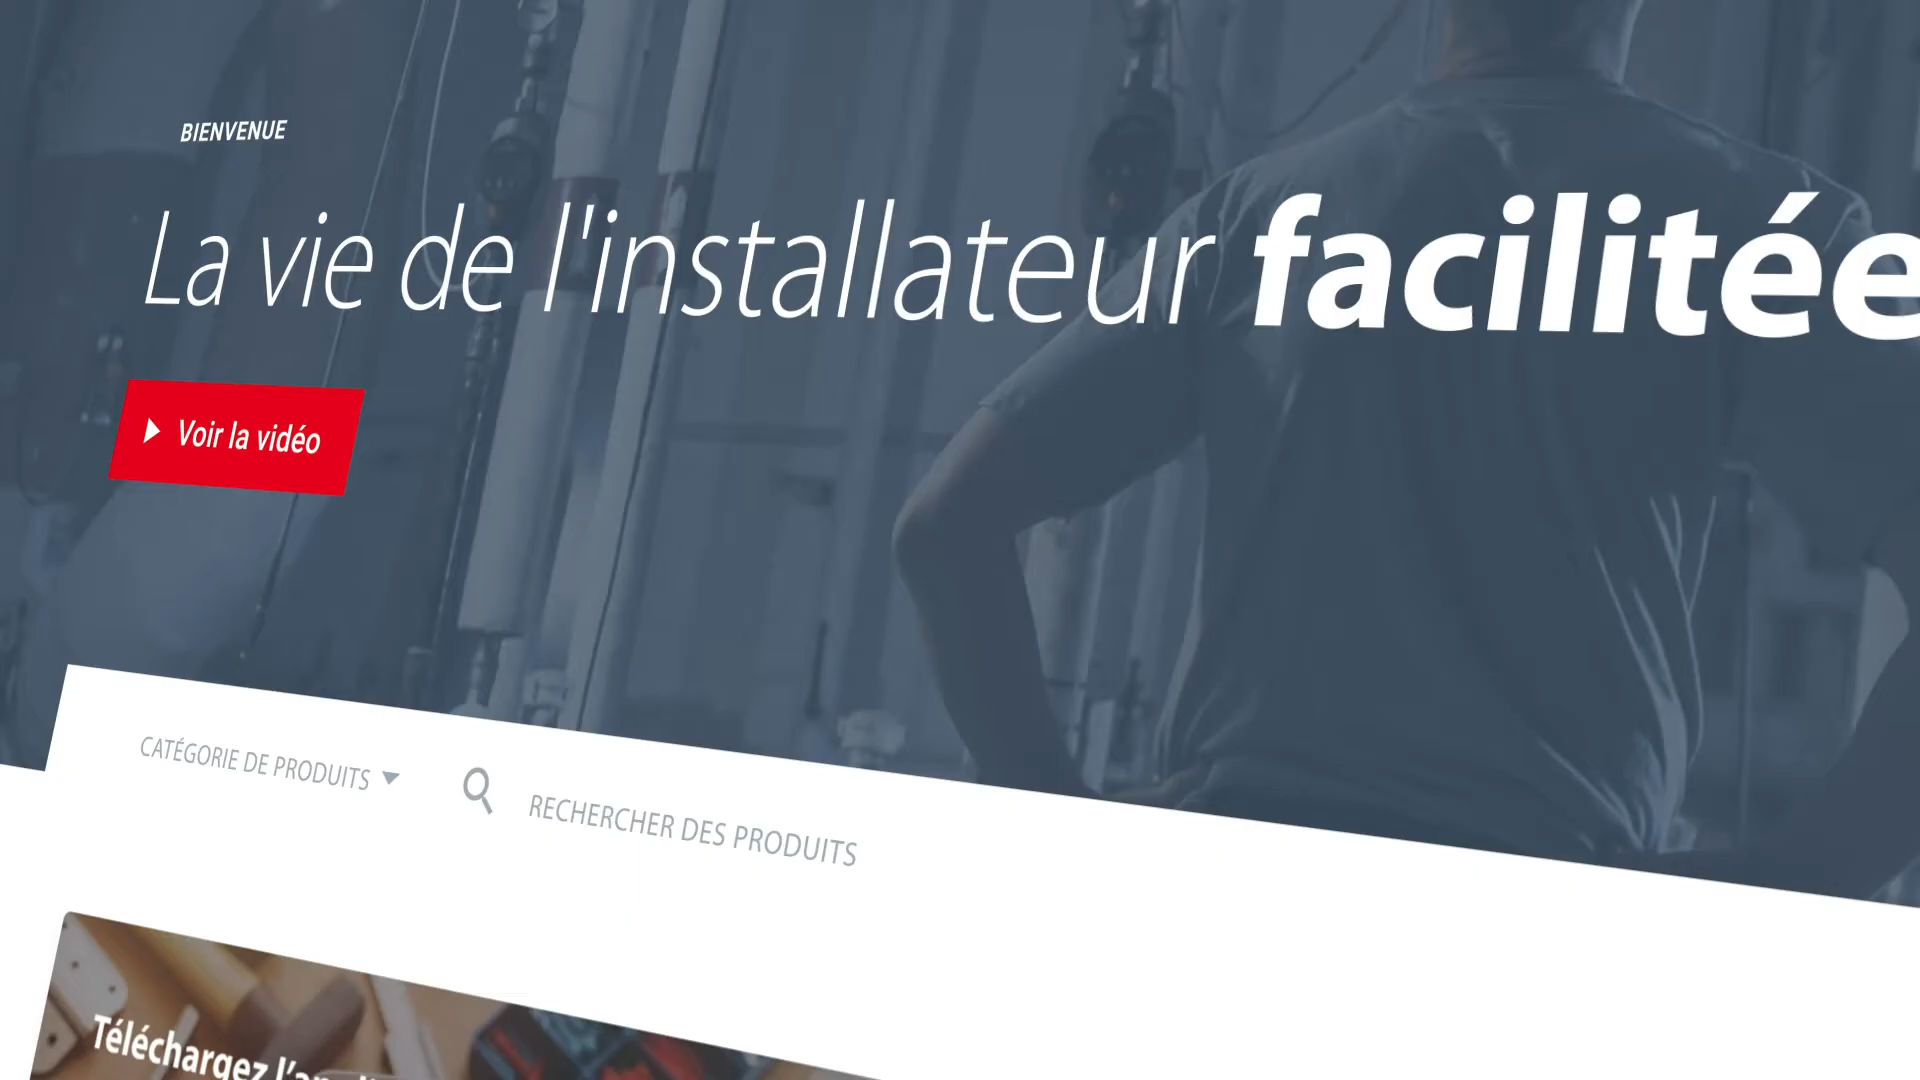 BIENVENUE
La vie de l'installateur facilitée
Voir la vidéo
CATÉGORIE DE PRODUITS
RECHERCHER DES PRODUITS
Téléchargez